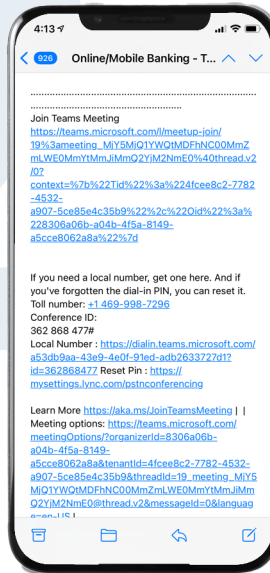 4:13
926 Online/Mobile Banking - T...
................................................................................
........................................................
Join Teams Meeting
https://teams.microsoft.com/l/meetup-join/
19%3ameeting_MjY5MjQ1YWQtMDFhNC00MmZ
mLWE0MmYtMmJiMmQ2YjM2NmE0%40thread.v2
/0?
context=%7b%22Tid%22%3a%224fcee8c2-7782
-4532-
a907-5ce85e4c35b9%22%2c%22Oid%22%3a%
228306a06b-a04b-4f5a-8149-
a5cce8062a8a%22%7d
If you need a local number, get one here. And if
you've forgotten the dial-in PIN, you can reset it.
Toll number: +1 469-998-7296
Conference ID:
362 868 477#
Local Number : https://dialin.teams.microsoft.com/
a53db9aa-43e9-4e0f-91ed-adb2633727d1?
id=362868477 Reset Pin : https://
mysettings.lync.com/pstnconferencing
Learn More https://aka.ms/JoinTeamsMeeting | |
Meeting options: https://teams.microsoft.com/
meetingOptions/?organizerId=8306a06b-
a04b-4f5a-8149-
a5cce8062a8a&tenantId=4fcee8c2-7782-4532-
a907-5ce85e4c35b9&threadId=19_meeting_MjY5
MjQ1YWQtMDFhNC00MmZmLWE0MmYtMmJiMm
Q2YjM2NmE0@thread.v2&messageId=0&languag
e=en-US |